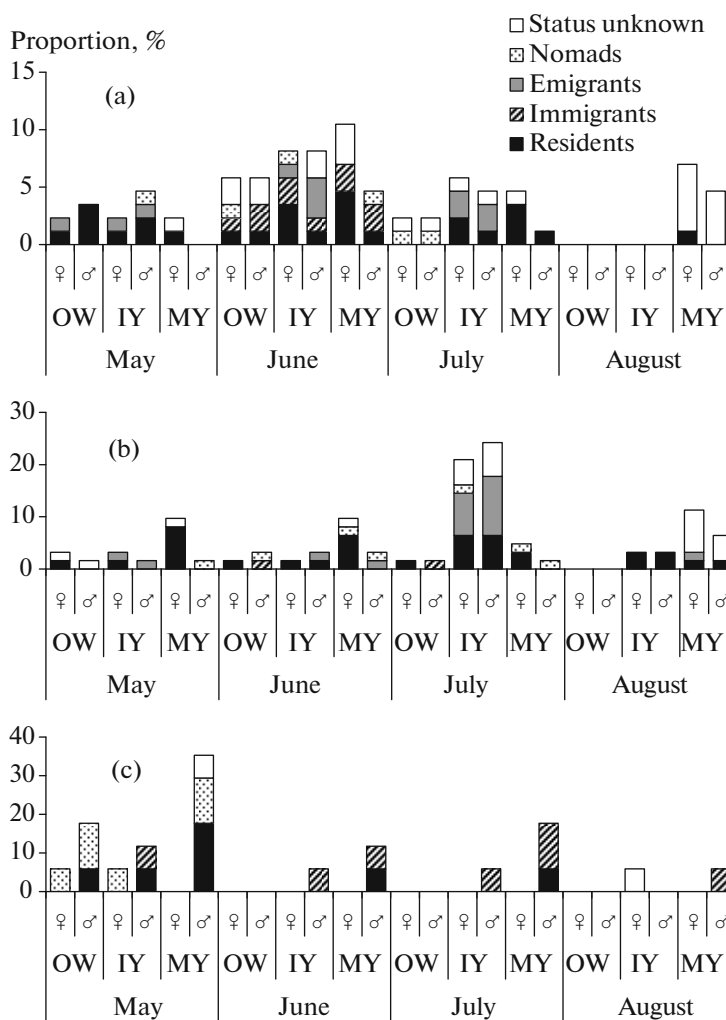 Proportion, %
Status unknown
Nomads
Emigrants
Immigrants
Residents
(a)
15
10
5
0
♀ ♂ ♀ ♂ ♀ ♂ ♀ ♂ ♀ ♂ ♀ ♂ ♀ ♂ ♀ ♂ ♀ ♂ ♀ ♂ ♀ ♂ ♀ ♂
OW IY MY OW IY MY OW IY MY OW IY MY
May June July August
(b)
30
20
10
0
♀ ♂ ♀ ♂ ♀ ♂ ♀ ♂ ♀ ♂ ♀ ♂ ♀ ♂ ♀ ♂ ♀ ♂ ♀ ♂ ♀ ♂ ♀ ♂
OW IY MY OW IY MY OW IY MY OW IY MY
May June July August
(c)
40
30
20
10
0
♀ ♂ ♀ ♂ ♀ ♂ ♀ ♂ ♀ ♂ ♀ ♂ ♀ ♂ ♀ ♂ ♀ ♂ ♀ ♂ ♀ ♂ ♀ ♂
OW IY MY OW IY MY OW IY MY OW IY MY
May June July August